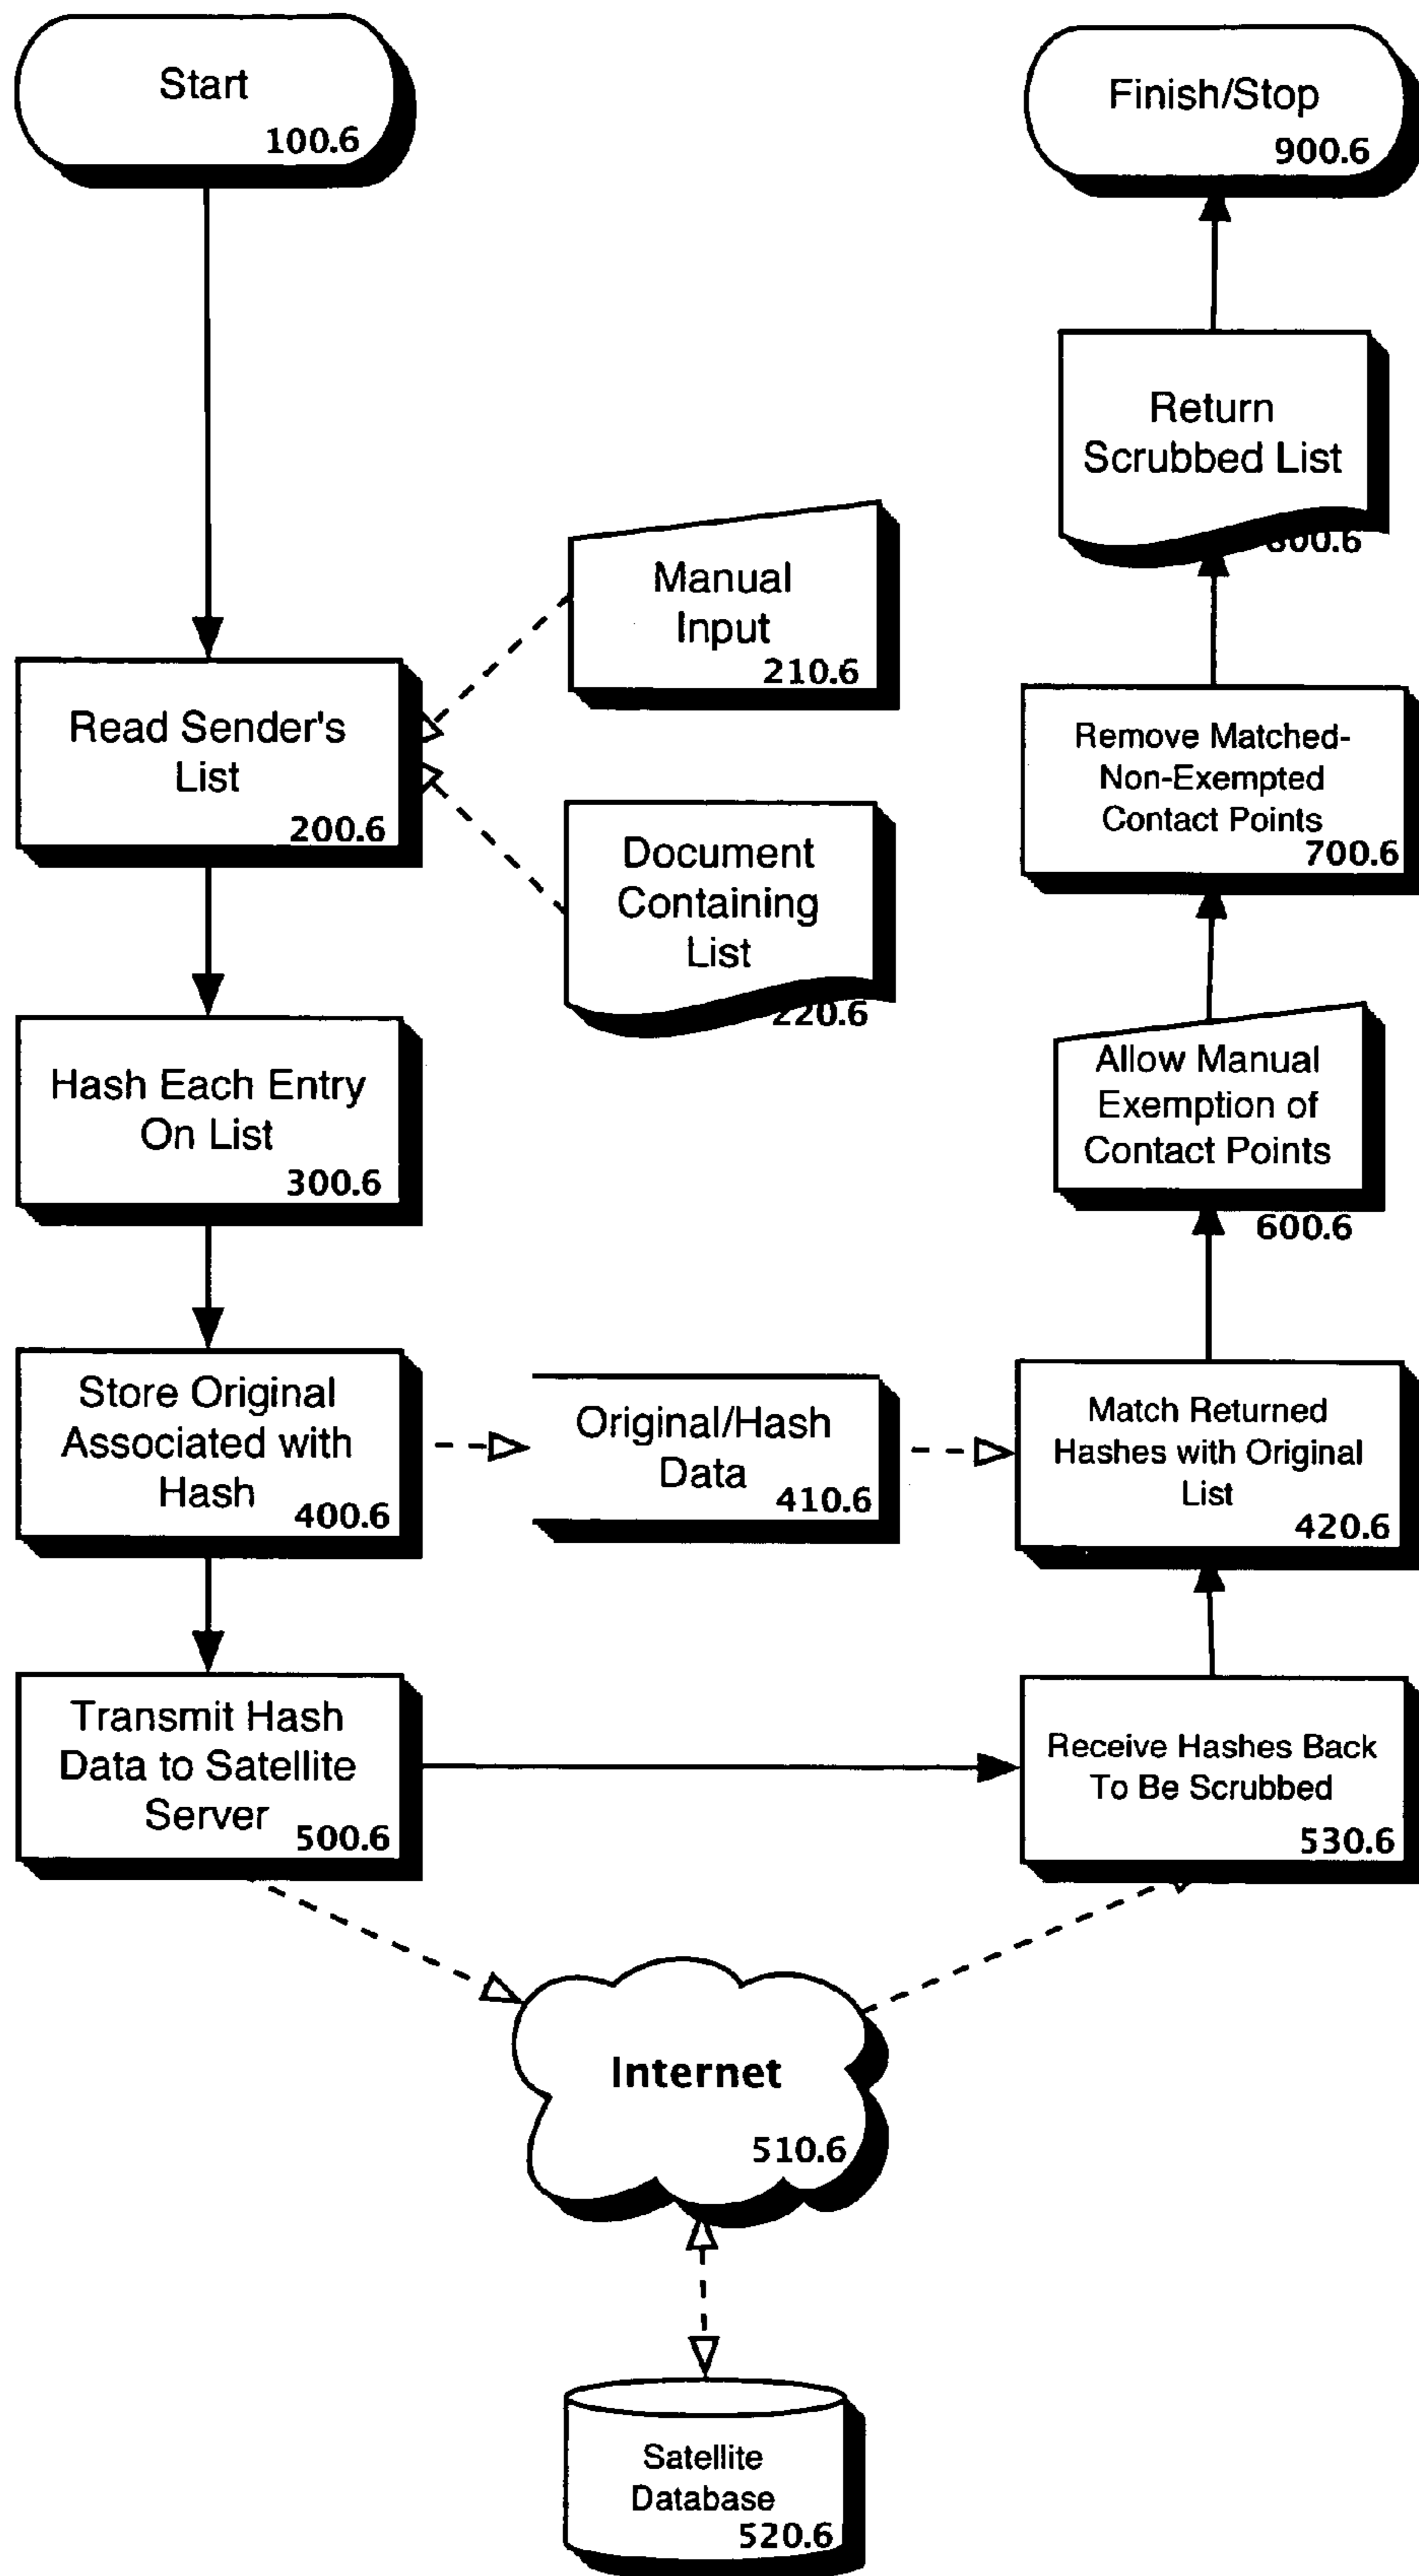 Start
100.6
Read Sender's
List
200.6
Manual
Input
210.6
Document
Containing
List
220.6
Hash Each Entry
On List
300.6
Store Original
Associated with
Hash
400.6
Original/Hash
Data
410.6
Transmit Hash
Data to Satellite
Server
500.6
Internet
510.6
Satellite
Database
520.6
Receive Hashes Back
To Be Scrubbed
530.6
Match Returned
Hashes with Original
List
420.6
Allow Manual
Exemption of
Contact Points
600.6
Remove Matched-
Non-Exempted
Contact Points
700.6
Return
Scrubbed List
800.6
Finish/Stop
900.6